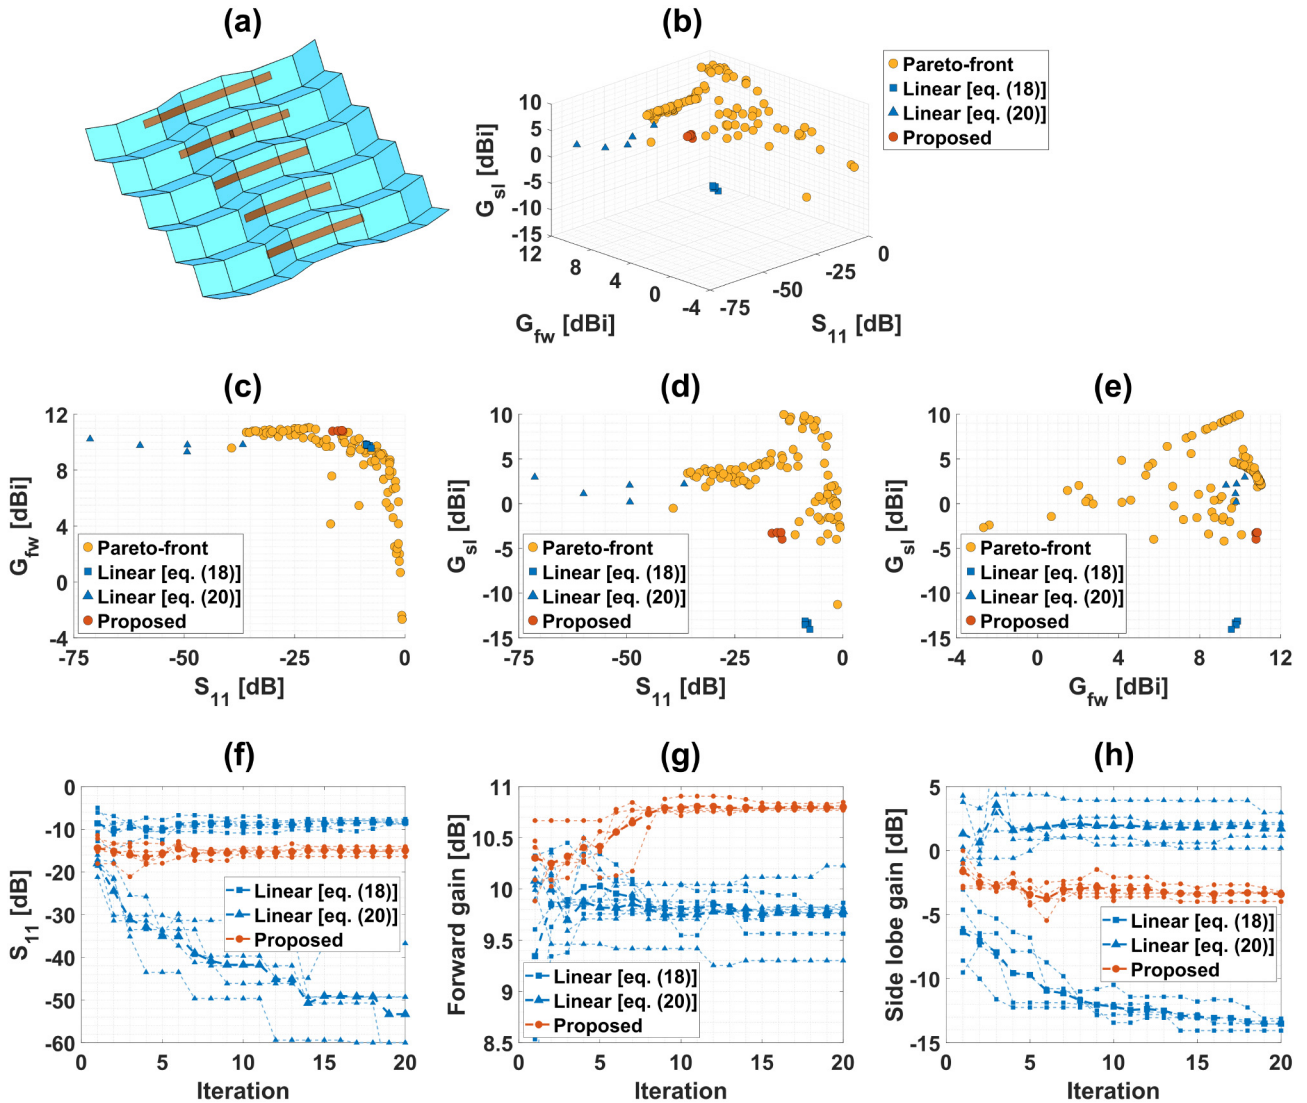 (a)
(b)
G_sl [dBi]
10
5
0
-5
-10
-15
12
8
4
0
-4
G_fw [dBi]
-75
-50
-25
0
S_11 [dB]
Pareto-front
Linear [eq. (18)]
Linear [eq. (20)]
Proposed
(c)
G_fw [dBi]
12
8
4
0
-4
-75
-50
-25
0
S_11 [dB]
Pareto-front
Linear [eq. (18)]
Linear [eq. (20)]
Proposed
(d)
G_sl [dBi]
10
5
0
-5
-10
-15
-75
-50
-25
0
S_11 [dB]
Pareto-front
Linear [eq. (18)]
Linear [eq. (20)]
Proposed
(e)
G_sl [dBi]
10
5
0
-5
-10
-15
-4
0
4
8
12
G_fw [dBi]
Pareto-front
Linear [eq. (18)]
Linear [eq. (20)]
Proposed
(f)
S_11 [dB]
0
-10
-20
-30
-40
-50
-60
0
5
10
15
20
Iteration
Linear [eq. (18)]
Linear [eq. (20)]
Proposed
(g)
Forward gain [dB]
11
10.5
10
9.5
9
8.5
0
5
10
15
20
Iteration
Linear [eq. (18)]
Linear [eq. (20)]
Proposed
(h)
Side lobe gain [dB]
5
0
-5
-10
-15
0
5
10
15
20
Iteration
Linear [eq. (18)]
Linear [eq. (20)]
Proposed